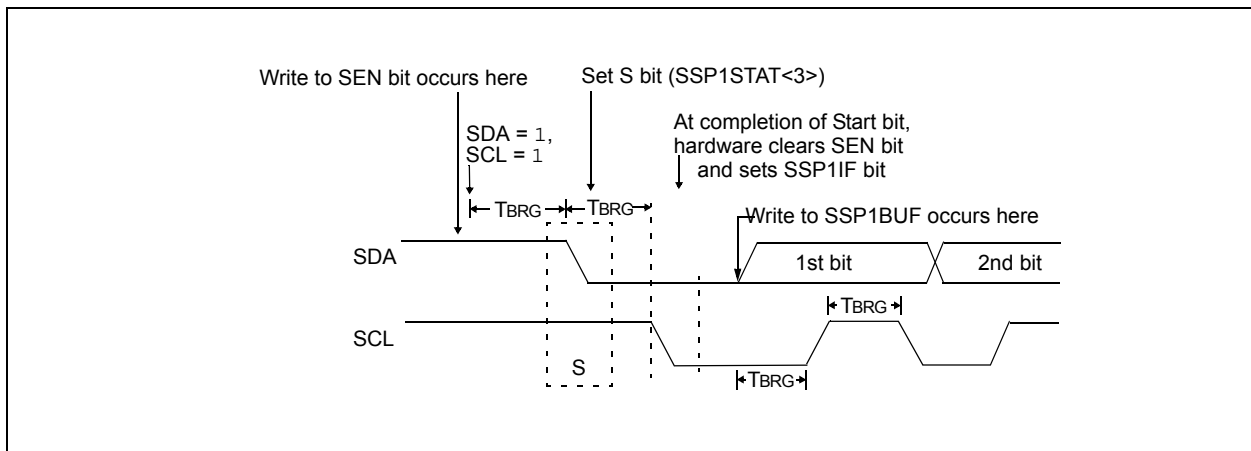 Write to SEN bit occurs here
Set S bit (SSP1STAT<3>)
SDA = 1,
SCL = 1
At completion of Start bit,
hardware clears SEN bit
and sets SSP1IF bit
TBRG
TBRG
Write to SSP1BUF occurs here
SDA
1st bit
2nd bit
TBRG
SCL
S
TBRG